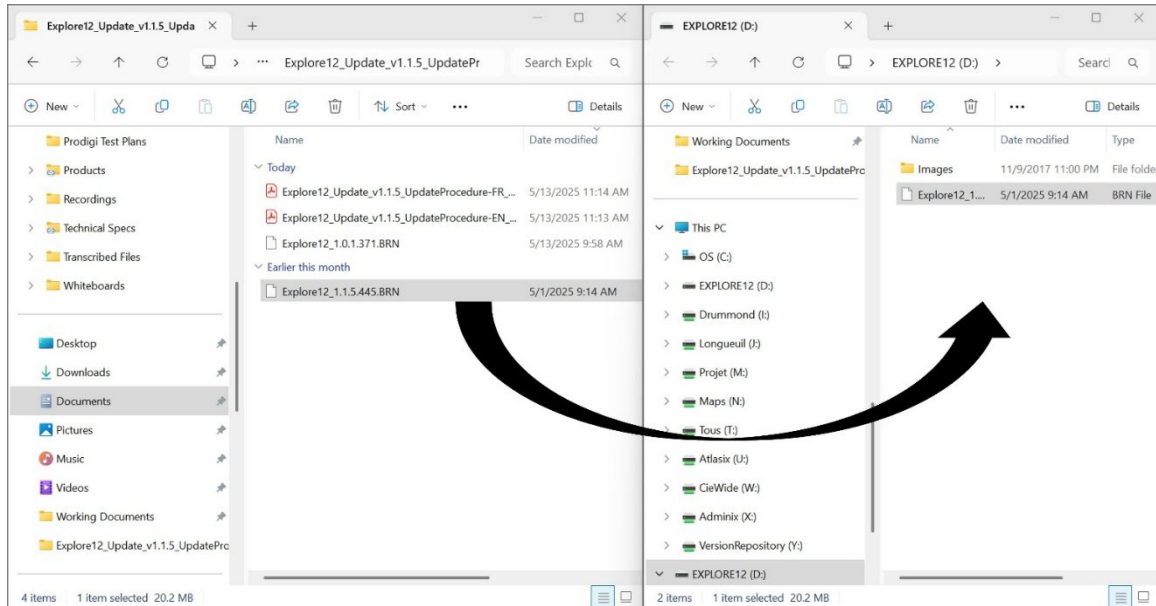 Explore12_Update_v1.1.5_Upda
Explore12_Update_v1.1.5_UpdatePr
Search Explc
New
Sort
Details
Prodigi Test Plans
Products
Recordings
Technical Specs
Transcribed Files
Whiteboards
Desktop
Downloads
Documents
Pictures
Music
Videos
Working Documents
Explore12_Update_v1.1.5_UpdatePro
Name Date modified
Today
Explore12_Update_v1.1.5_UpdateProcedure-FR_... 5/13/2025 11:14 AM
Explore12_Update_v1.1.5_UpdateProcedure-EN_... 5/13/2025 11:13 AM
Explore12_1.0.1.371.BRN 5/13/2025 9:58 AM
Earlier this month
Explore12_1.1.5.445.BRN 5/1/2025 9:14 AM
4 items 1 item selected 20.2 MB
EXPLORE12 (D:)
EXPLORE12 (D:)
Searcl
New
Details
Working Documents
Explore12_Update_v1.1.5_UpdatePro
This PC
OS (C:)
EXPLORE12 (D:)
Drummond (I:)
Longueuil (J:)
Projet (M:)
Maps (N:)
Tous (T:)
Atlasix (U:)
CieWide (W:)
Adminix (X:)
VersionRepository (Y:)
EXPLORE12 (D:)
Name Date modified Type
Images 11/9/2017 11:00 PM File folde
Explore12_1.... 5/1/2025 9:14 AM BRN File
2 items 1 item selected 20.2 MB